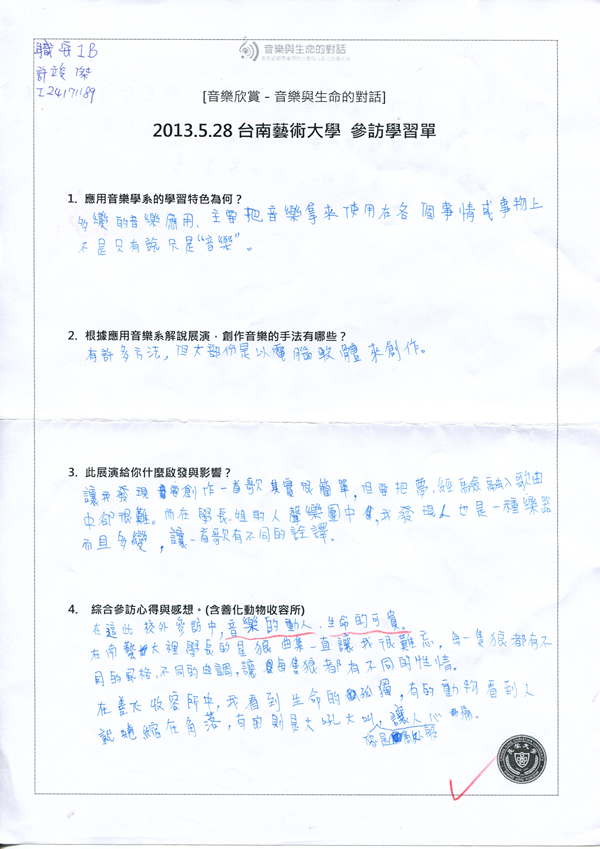 職安1B
許竣傑
I24171189
音樂與生命的對話
[音樂欣賞－音樂與生命的對話]
2013.5.28 台南藝術大學 參訪學習單
1. 應用音樂學系的學習特色為何？
多變的音樂應用，主要把音樂拿來使用在各個事情或事物上
不是只有說只是“音樂”。
2. 根據應用音樂系解說展演，創作音樂的手法有哪些？
有許多方法，但大部份是以電腦軟體來創作。
3. 此展演給你什麼啟發與影響？
讓我發現創作一首歌其實很簡單，但要把夢、經驗融入歌曲
中卻很難。而在學長組的人聲樂團中，我發現人也是一種樂器
而且多變，讓一首歌有不同的詮譯。
4. 綜合參訪心得與感想。(含善化動物收容所)
在這此校外參訪中，音樂的動人、生命的可貴。
在南藝大裡學長的星狼曲集一直讓我很難忘，每一隻狼都有不
同的風格，不同的曲調，讓每隻狼都有不同的性情。
在善化收容所中，我看到生命的孤獨，有的動物看到人
就蜷縮在角落，有的則是大吼大叫，讓人心痛。